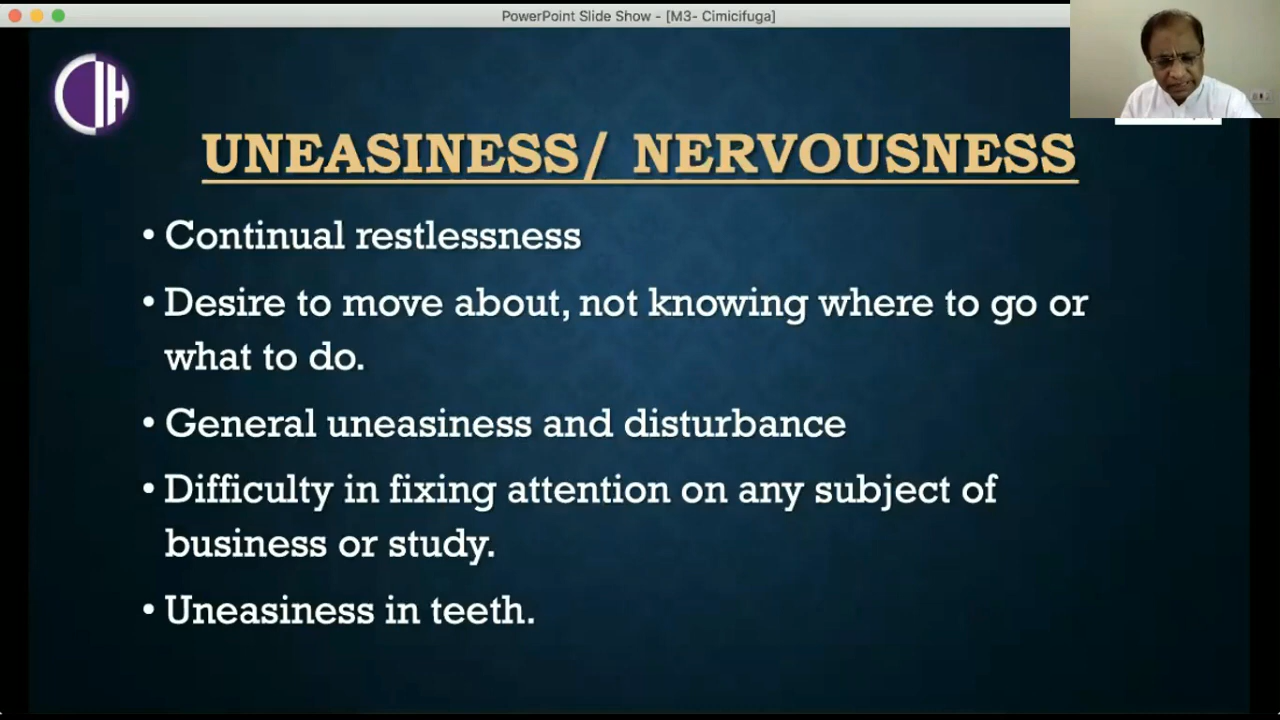 PowerPoint Slide Show - [M3- Cimicifuga]
CIH
UNEASINESS/ NERVOUSNESS
• Continual restlessness
• Desire to move about, not knowing where to go or
what to do.
• General uneasiness and disturbance
• Difficulty in fixing attention on any subject of
business or study.
• Uneasiness in teeth.